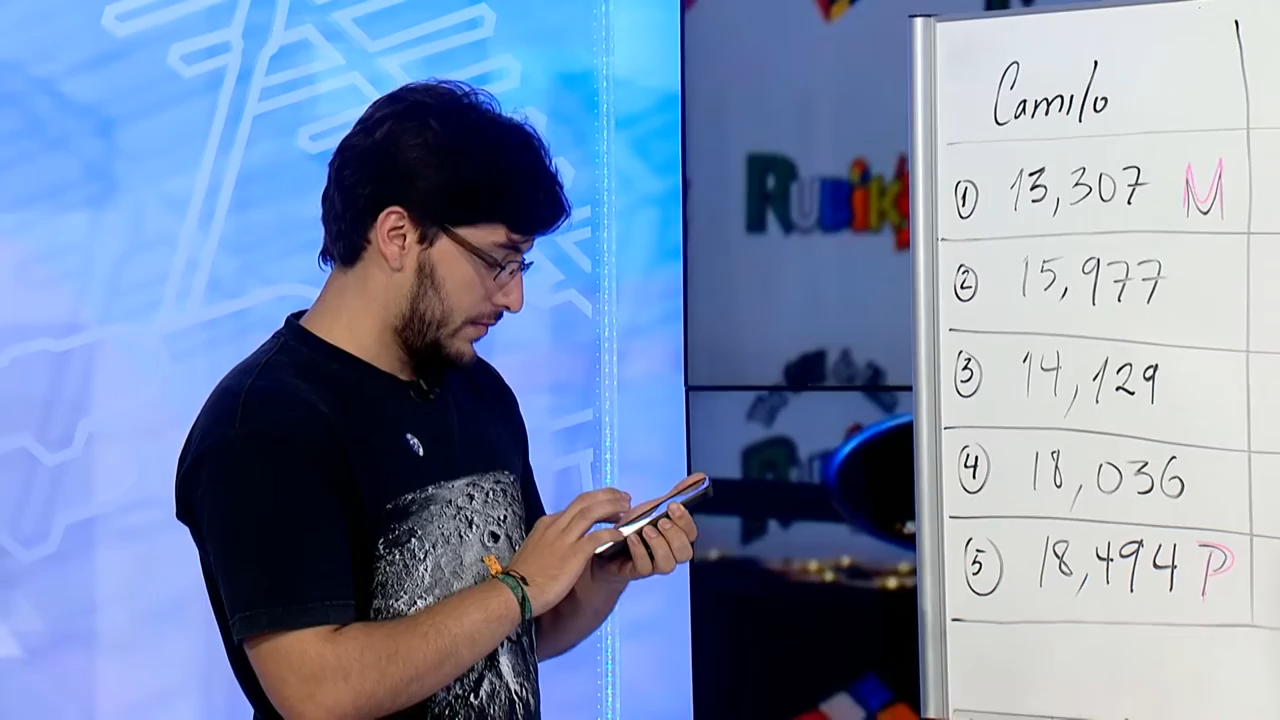 RUBIK'S
Camilo
① 13,307 M
② 15,977
③ 14,129
④ 18,036
⑤ 18,494 P